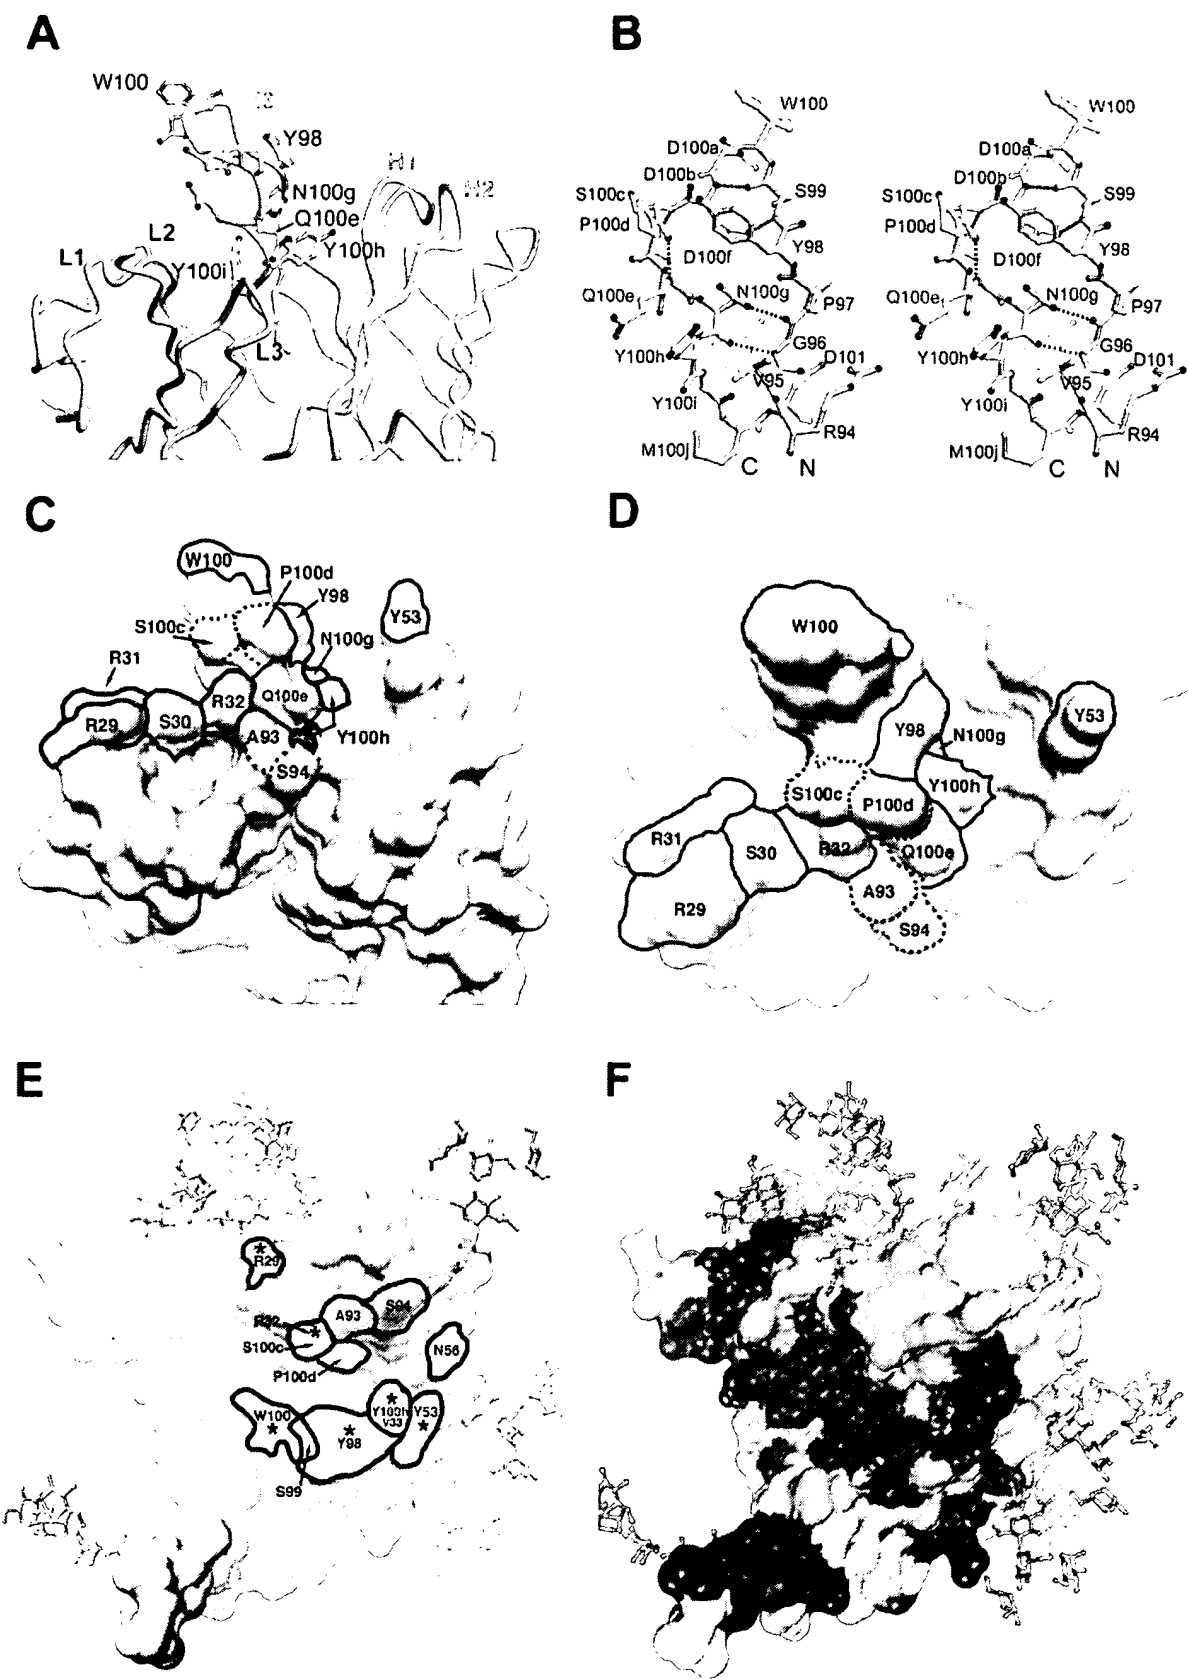 A
W100
Y98
H1
H2
N100g
Q100e
Y100h
L2
L1
Y100i
L3
B
W100
D100a
D100b
S100c
S99
P100d
Y98
D100f
N100g
Q100e
P97
G96
Y100h
D101
V95
Y100i
R94
M100j
C
N
W100
D100a
D100b
S100c
S99
P100d
Y98
D100f
N100g
Q100e
P97
G96
Y100h
D101
V95
Y100i
R94
M100j
C
N
C
W100
P100d
Y98
Y53
S100c
N100g
R31
R32
Q100e
R29
S30
A93
Y100h
S94
D
W100
Y53
Y98
N100g
Y100h
S100c
P100d
R31
S30
R32
Q100e
A93
R29
S94
E
R29
A93
S94
S100c
N56
P100d
W100
Y100h
V33
Y53
Y98
S99
F